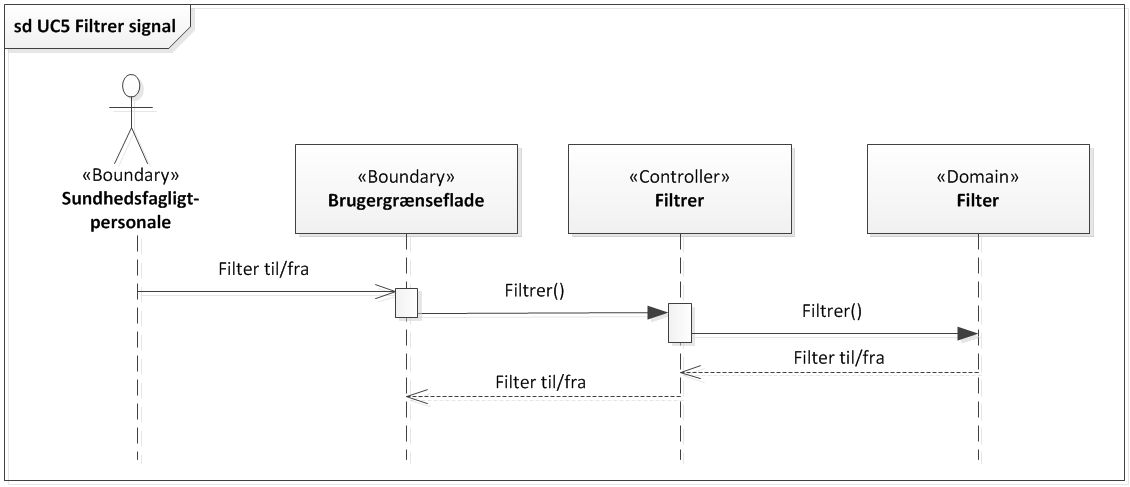 sd UC5 Filtrer signal
«Boundary»
Sundhedsfagligt-
personale
«Boundary»
Brugergrænseflade
«Controller»
Filtrer
«Domain»
Filter
Filter til/fra
Filtrer()
Filtrer()
Filter til/fra
Filter til/fra